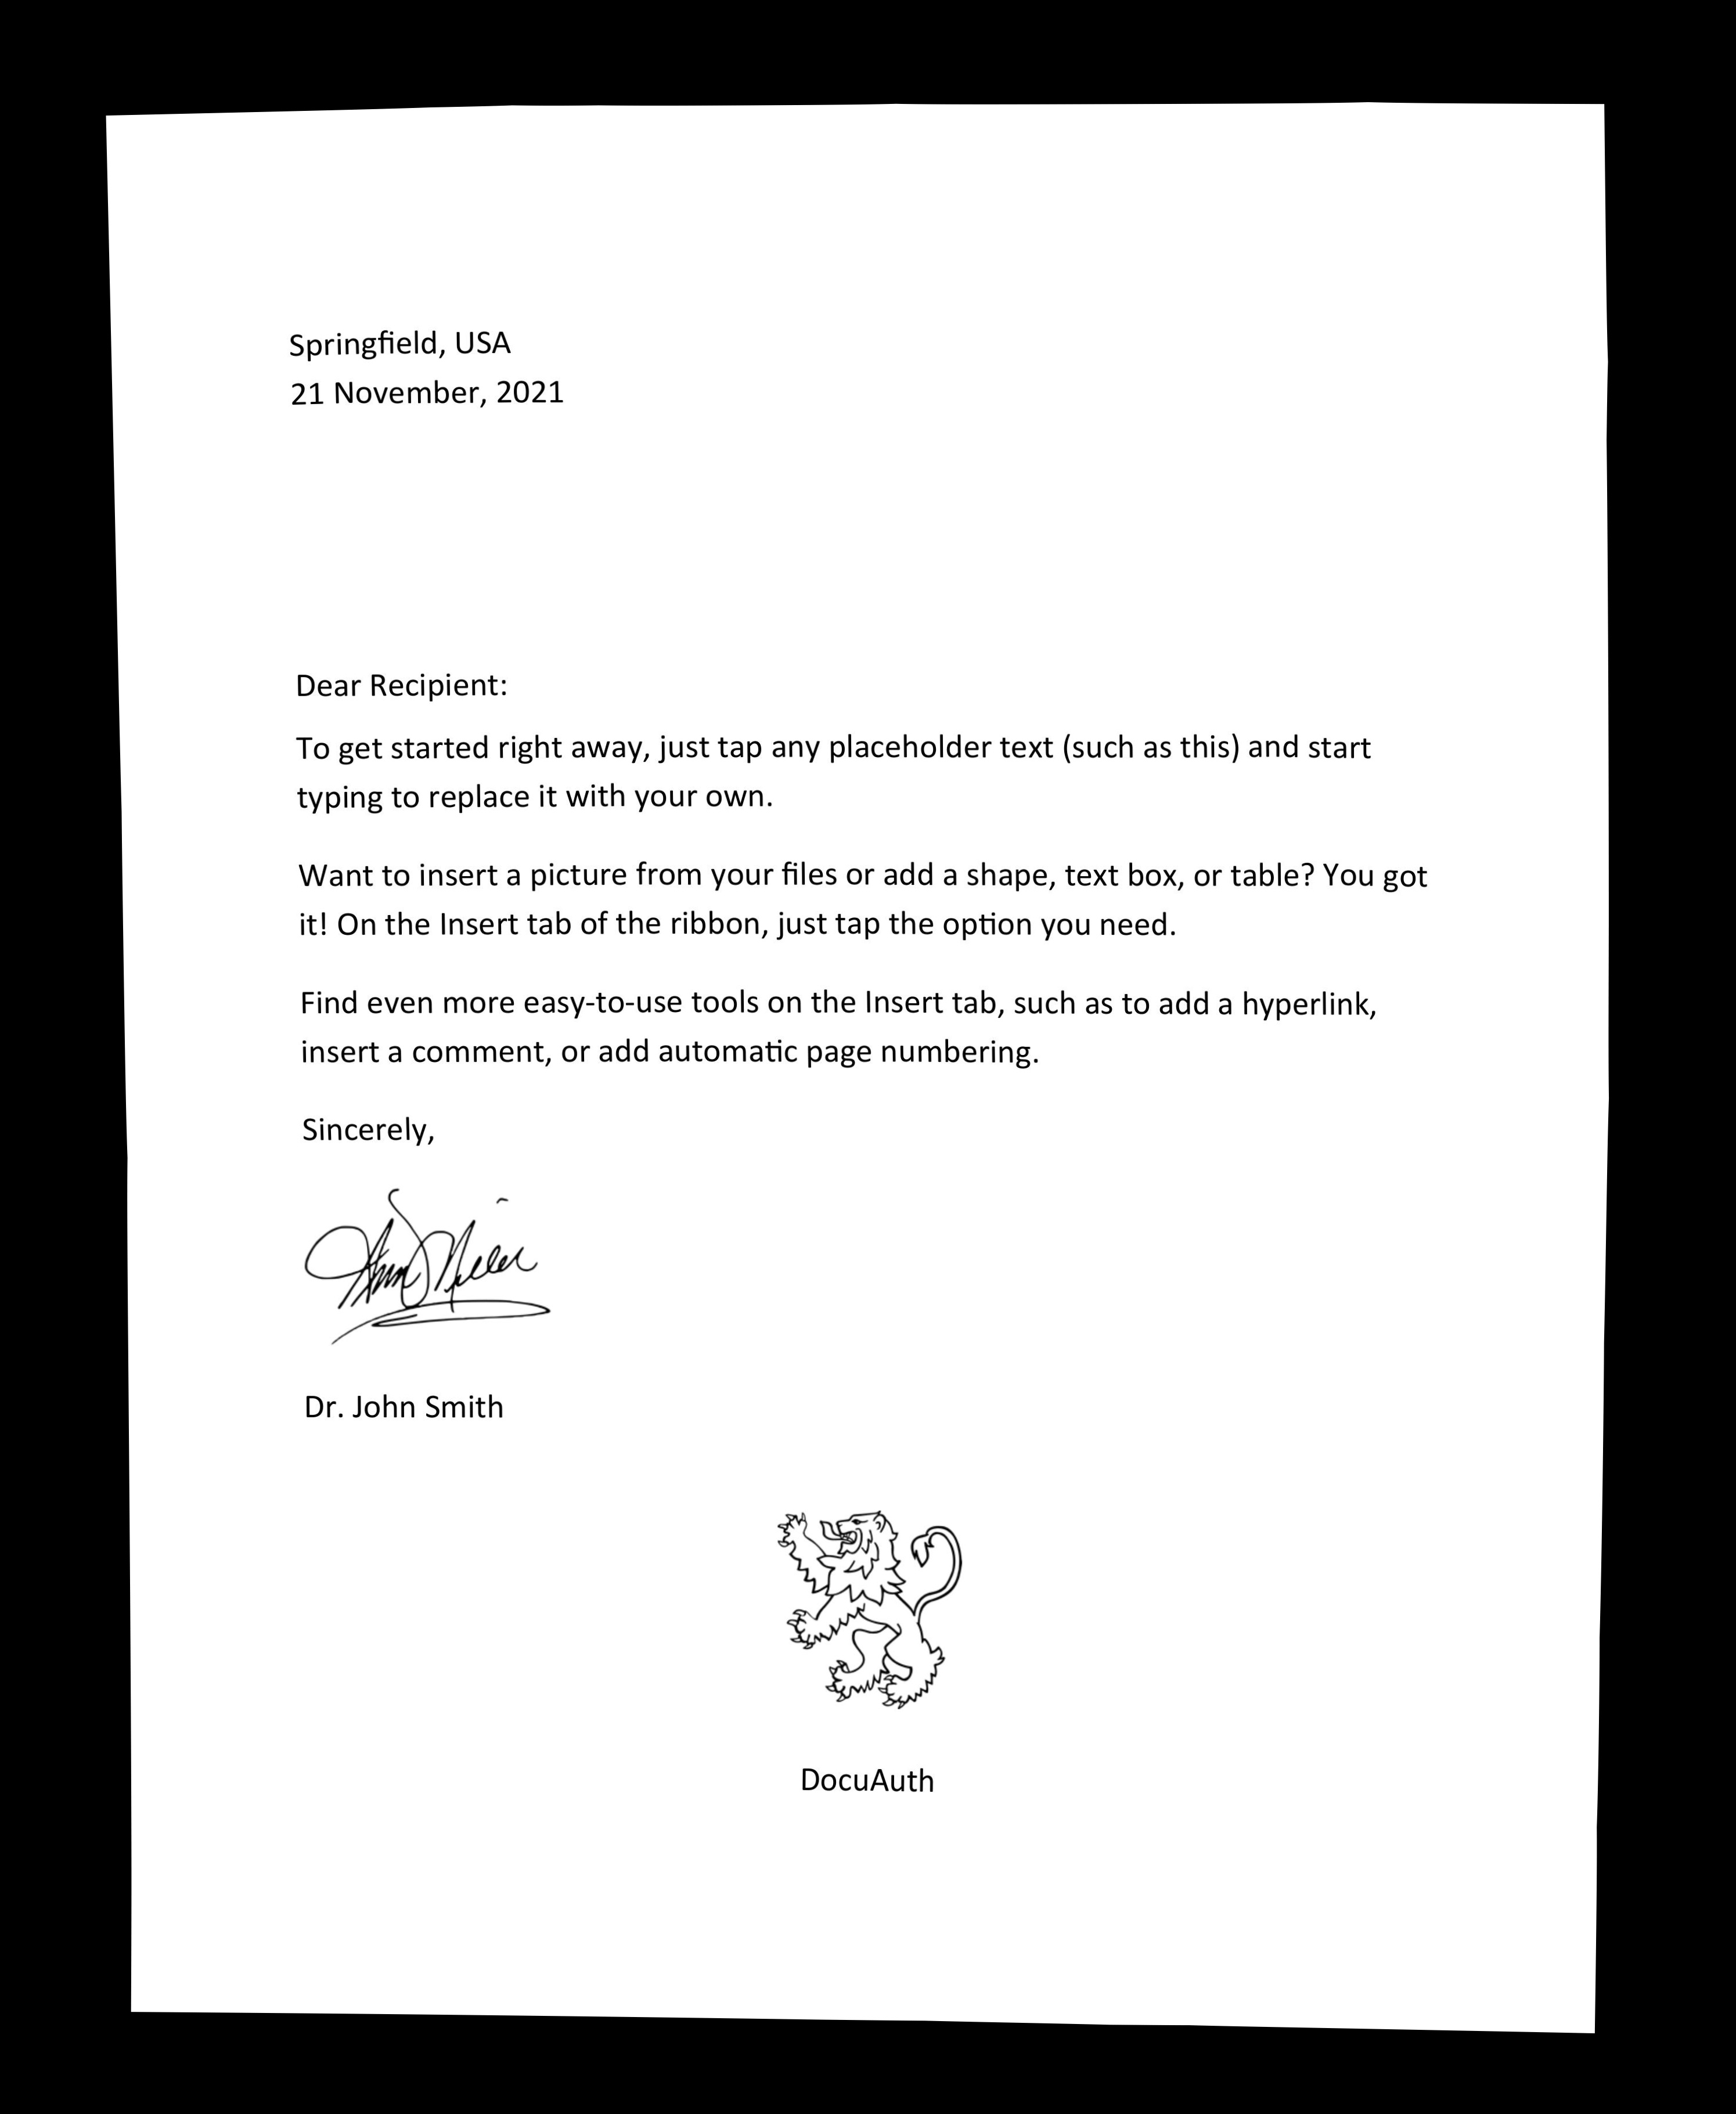 Springfield, USA
21 November, 2021
Dear Recipient:
To get started right away, just tap any placeholder text (such as this) and start
typing to replace it with your own.
Want to insert a picture from your files or add a shape, text box, or table? You got
it! On the Insert tab of the ribbon, just tap the option you need.
Find even more easy-to-use tools on the Insert tab, such as to add a hyperlink,
insert a comment, or add automatic page numbering.
Sincerely,
Dr. John Smith
DocuAuth